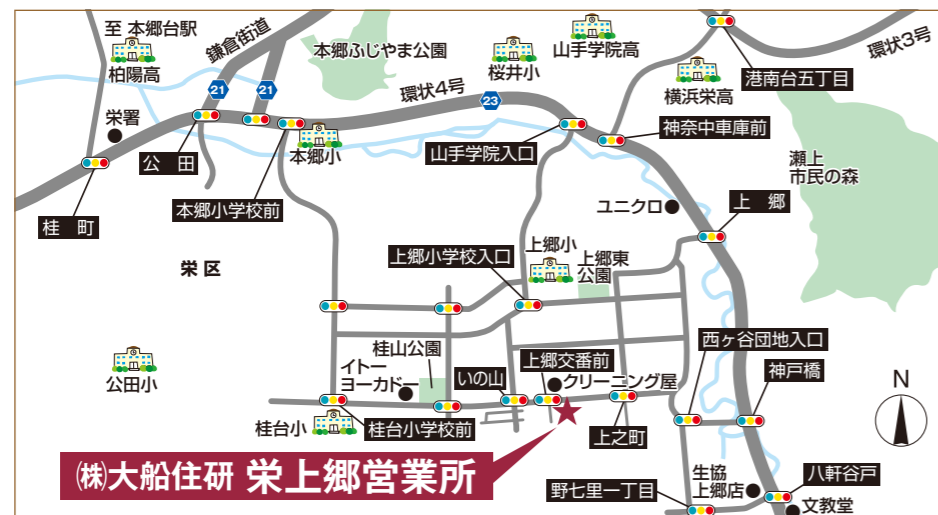 至 本郷台駅
柏陽高
鎌倉街道
本郷ふじやま公園
桜井小
山手学院高
環状3号
港南台五丁目
横浜栄高
21
21
環状4号
23
栄署
公 田
本郷小
山手学院入口
神奈中車庫前
瀬上
市民の森
桂 町
本郷小学校前
ユニクロ
上 郷
栄 区
上郷小学校入口
上郷小
上郷東
公園
公田小
桂山公園
イトー
ヨーカドー
いの山
上郷交番前
クリーニング屋
西ヶ谷団地入口
神戸橋
N
桂台小
桂台小学校前
上之町
㈱大船住研 栄上郷営業所
野七里一丁目
生協
上郷店
八軒谷戸
文教堂